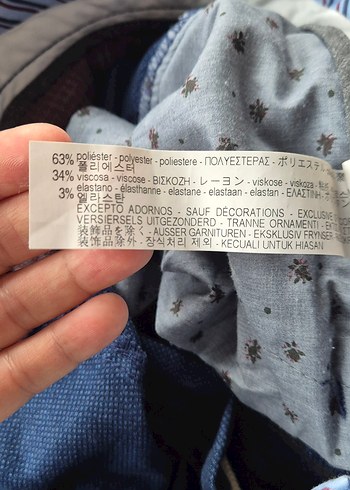 63% poliéster - polyester - poliestere - ΠΟΛΥΕΣΤΕΡΑΣ - ポリエステル
폴리에스터
34% viscosa - viscose - ΒΙΣΚΟΖΗ - レーヨン - viskose - viskoza -
3% elastano - élasthanne - elastane - elastaan - elastan - ΕΛΑΣΤΙΝΗ
엘라스탄
EXCEPTO ADORNOS - SAUF DÉCORATIONS - EXCLUSIVE
VERSIERSELS UITGEZONDERD - TRANNE ORNAMENTI -
装飾品を除く - AUSSER GARNITUREN - EKSKLUSIV FRYNSER
装饰品除外 - 장식처리 제외 - KECUALI UNTUK HIASAN